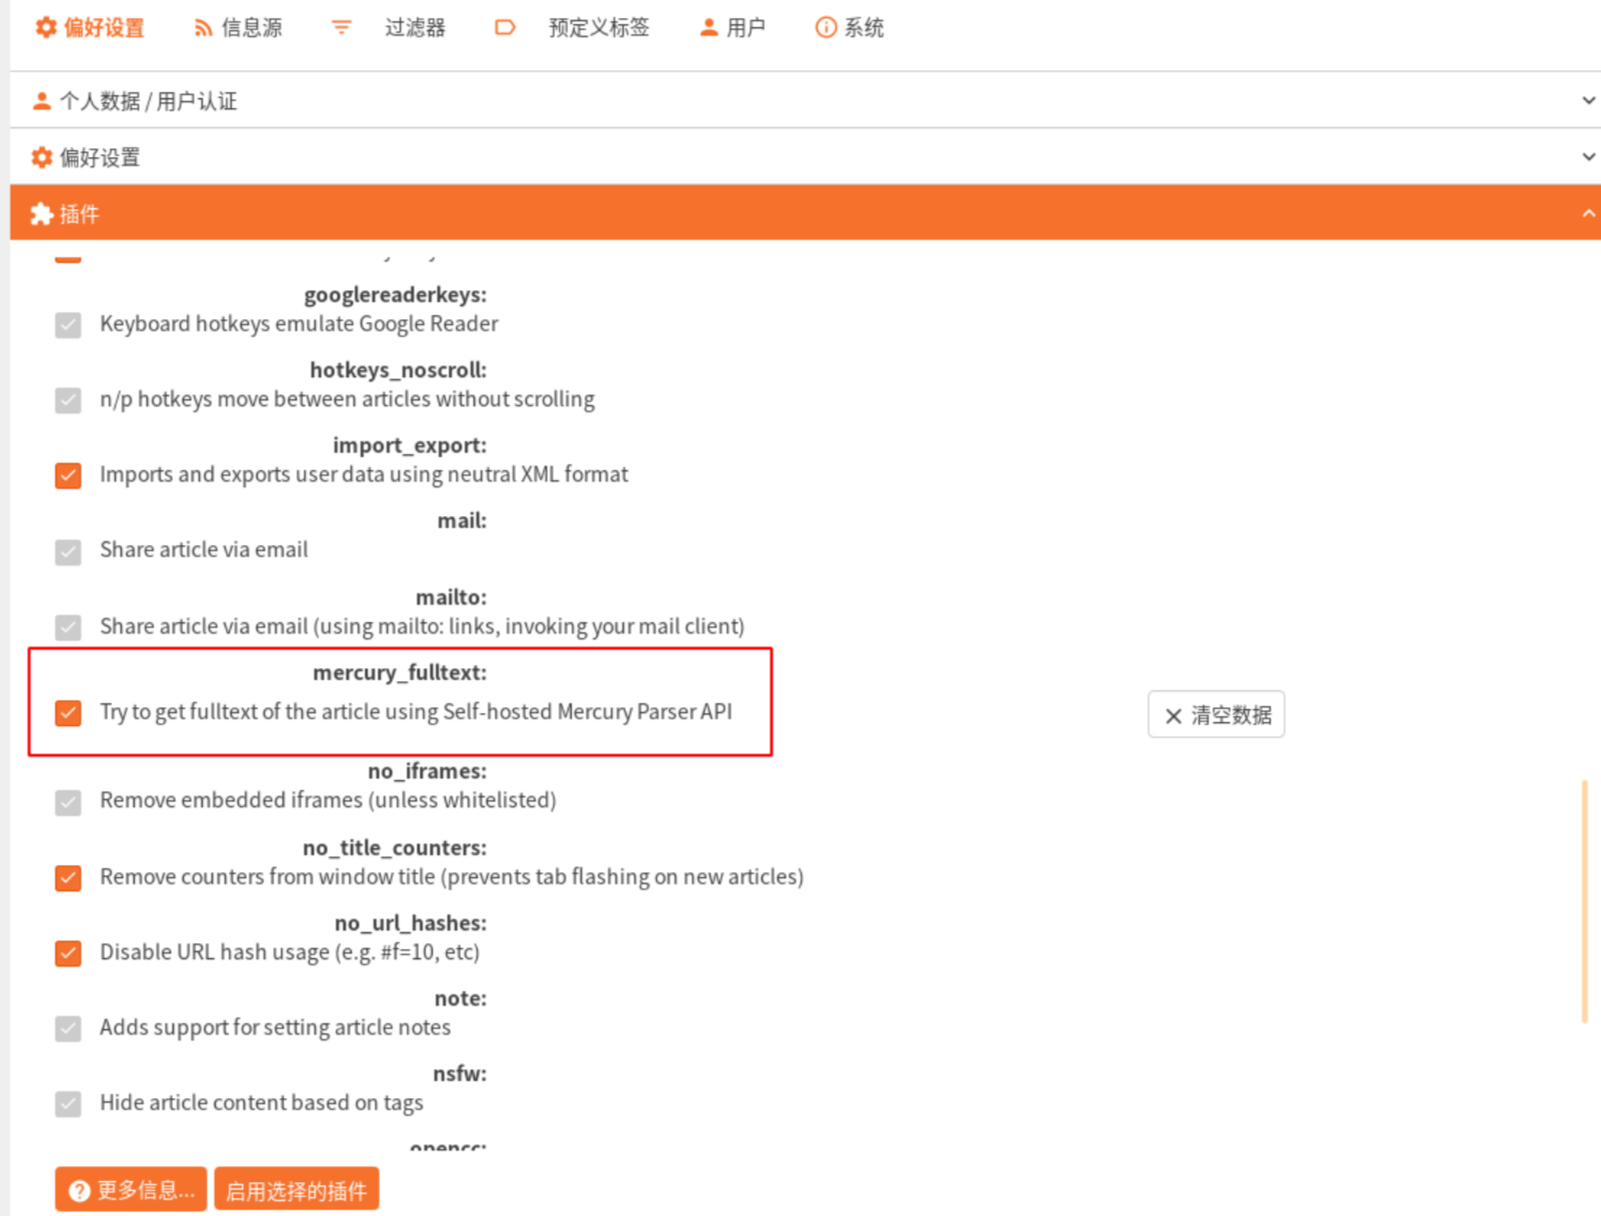 偏好设置 信息源 过滤器 预定义标签 用户 系统
个人数据 / 用户认证
偏好设置
插件
googlereaderkeys:
Keyboard hotkeys emulate Google Reader
hotkeys_noscroll:
n/p hotkeys move between articles without scrolling
import_export:
Imports and exports user data using neutral XML format
mail:
Share article via email
mailto:
Share article via email (using mailto: links, invoking your mail client)
mercury_fulltext:
Try to get fulltext of the article using Self-hosted Mercury Parser API
清空数据
no_iframes:
Remove embedded iframes (unless whitelisted)
no_title_counters:
Remove counters from window title (prevents tab flashing on new articles)
no_url_hashes:
Disable URL hash usage (e.g. #f=10, etc)
note:
Adds support for setting article notes
nsfw:
Hide article content based on tags
opencc:
更多信息... 启用选择的插件